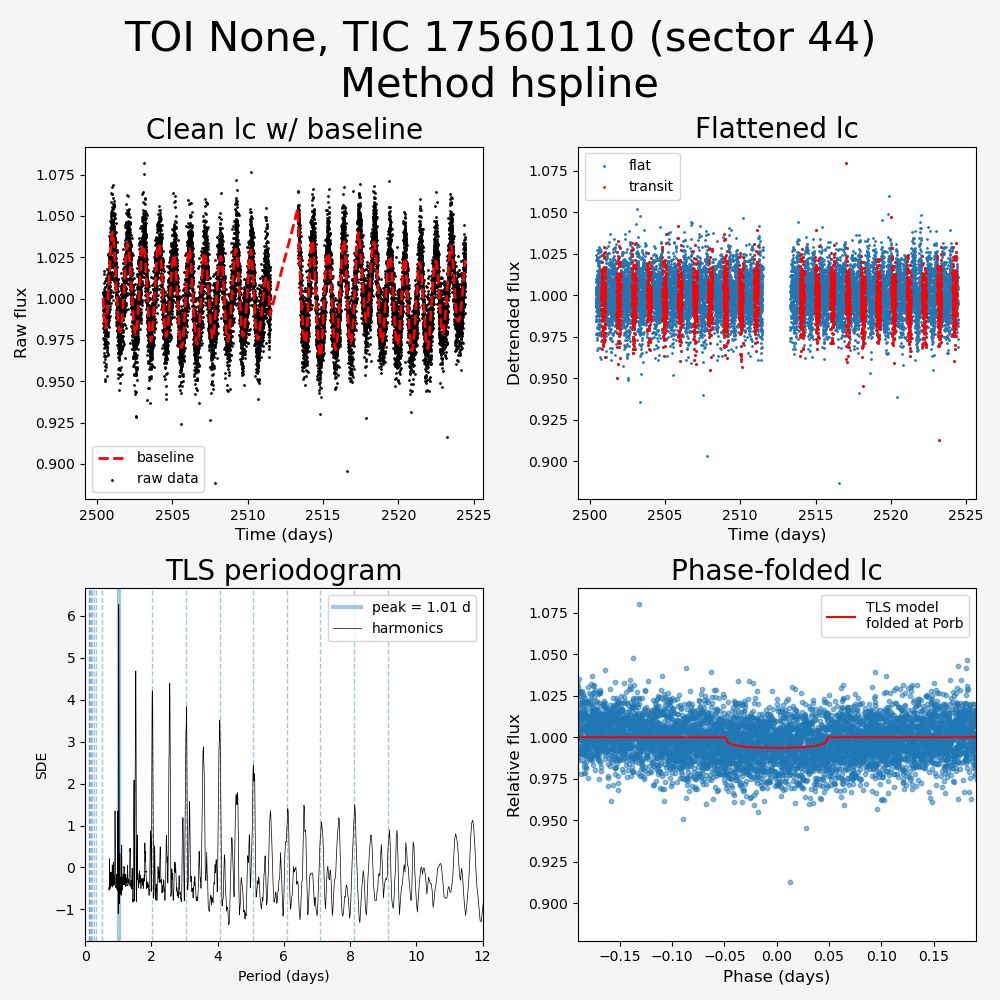 TOI None, TIC 17560110 (sector 44)
Method hspline
Clean lc w/ baseline
Raw flux
1.075
1.050
1.025
1.000
0.975
0.950
0.925
0.900
baseline
raw data
2500
2505
2510
2515
2520
2525
Time (days)
Flattened lc
Detrended flux
1.075
1.050
1.025
1.000
0.975
0.950
0.925
0.900
flat
transit
2500
2505
2510
2515
2520
2525
Time (days)
TLS periodogram
SDE
6
5
4
3
2
1
0
−1
peak = 1.01 d
harmonics
0
2
4
6
8
10
12
Period (days)
Phase-folded lc
Relative flux
1.075
1.050
1.025
1.000
0.975
0.950
0.925
0.900
TLS model
folded at Porb
−0.15
−0.10
−0.05
0.00
0.05
0.10
0.15
Phase (days)